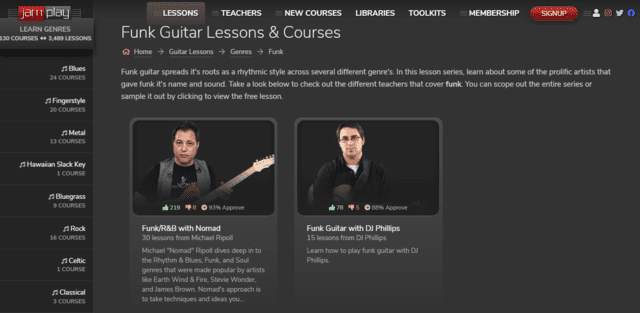 jamplay
LEARN GENRES
130 COURSES ↔ 3,489 LESSONS
LESSONS
TEACHERS
NEW COURSES
LIBRARIES
TOOLKITS
MEMBERSHIP
SIGNUP
Funk Guitar Lessons & Courses
Home → Guitar Lessons → Genres → Funk
Funk guitar spreads it's roots as a rhythmic style across several different genre's. In this lesson series, learn about some of the prolific artists that
gave funk it's name and sound. Take a look below to check out the different teachers that cover funk. You can scope out the entire series or
sample it out by clicking to view the free lesson.
Blues
24 COURSES
Fingerstyle
20 COURSES
Metal
13 COURSES
Hawaiian Slack Key
1 COURSE
Bluegrass
9 COURSES
Rock
16 COURSES
Celtic
1 COURSE
Classical
3 COURSES
219 8 93% Approve
Funk/R&B with Nomad
30 lessons from Michael Ripoll
Michael "Nomad" Ripoll dives deep in to
the Rhythm & Blues, Funk, and Soul
genres that were made popular by artists
like Earth Wind & Fire, Stevie Wonder,
and James Brown. Nomad's approach is
to take techniques and ideas you...
78 5 88% Approve
Funk Guitar with DJ Phillips
15 lessons from DJ Phillips
Learn how to play funk guitar with DJ
Phillips.